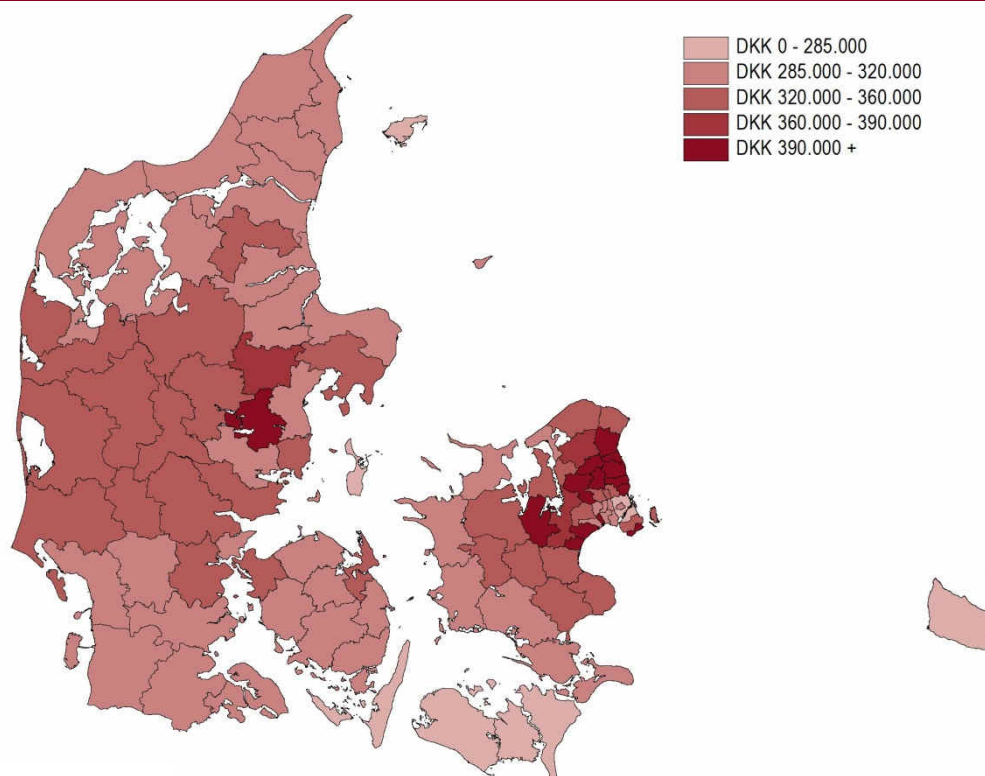 DKK 0 - 285.000
DKK 285.000 - 320.000
DKK 320.000 - 360.000
DKK 360.000 - 390.000
DKK 390.000 +